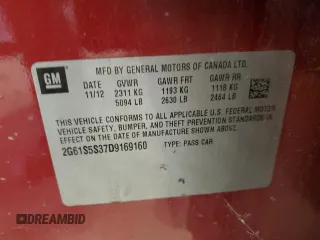 GM
MFD BY GENERAL MOTORS OF CANADA LTD.
DATE GVWR GAWR FRT GAWR RR
11/12 2311 KG 1193 KG 1118 KG
5094 LB 2630 LB 2464 LB
THIS VEHICLE CONFORMS TO ALL APPLICABLE U.S. FEDERAL MOTOR
VEHICLE SAFETY, BUMPER, AND THEFT PREVENTION STANDARDS
IN EFFECT ON THE DATE OF MANUFACTURE SHOWN ABOVE.
2G61S5S37D9169160 TYPE: PASS CAR
DREAMBID